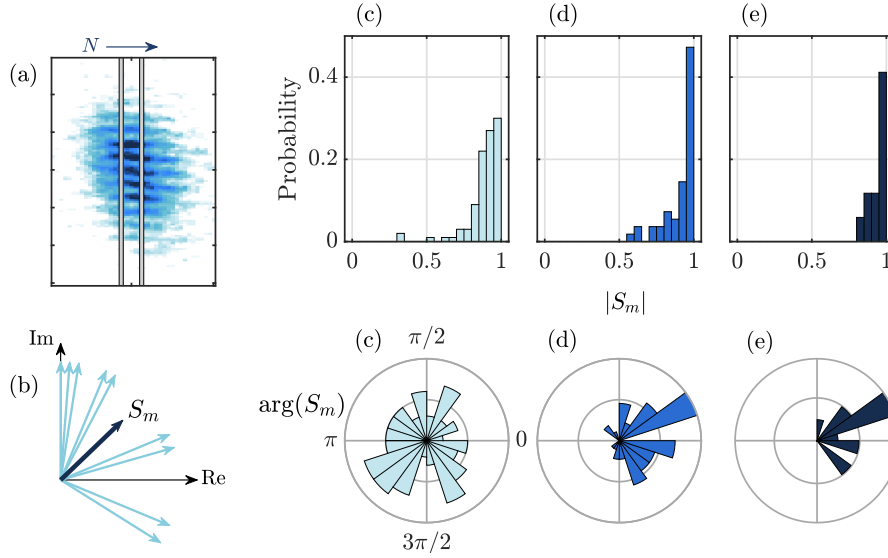 (c)
(d)
(e)
N
(a)
Probability
0.4
0.2
0
0
0.5
1
0
0.5
1
0
0.5
1
|S_m|
(b)
Im
S_m
Re
(c)
π/2
(d)
(e)
arg(S_m)
π
0
3π/2